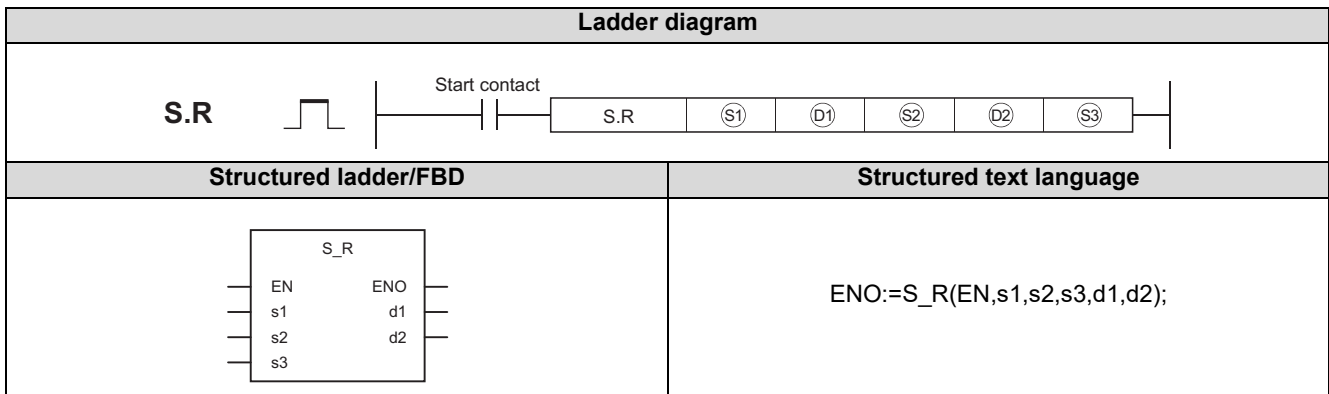 Ladder diagram
Start contact
S.R
S.R S1 D1 S2 D2 S3
Structured ladder/FBD
Structured text language
S_R
EN ENO
s1 d1
s2 d2
s3
ENO:=S_R(EN,s1,s2,s3,d1,d2);